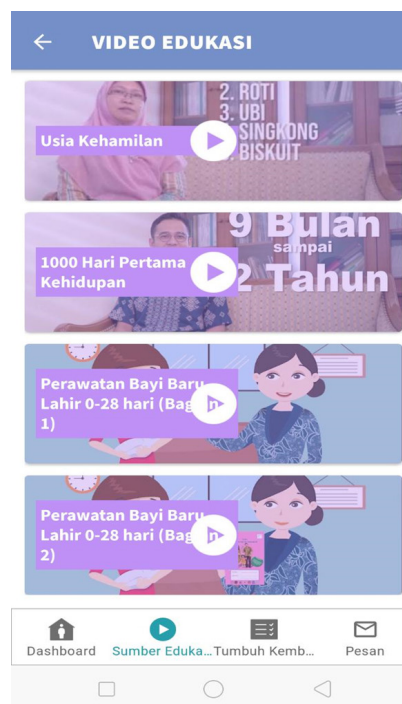 VIDEO EDUKASI
2. ROTI
3. UBI
SINGKONG
BISKUIT
Usia Kehamilan
9 Bulan
sampai
2 Tahun
1000 Hari Pertama
Kehidupan
Perawatan Bayi Baru
Lahir 0-28 hari (Bagian
1)
Perawatan Bayi Baru
Lahir 0-28 hari (Bagian
2)
Dashboard
Sumber Eduka...
Tumbuh Kemb...
Pesan